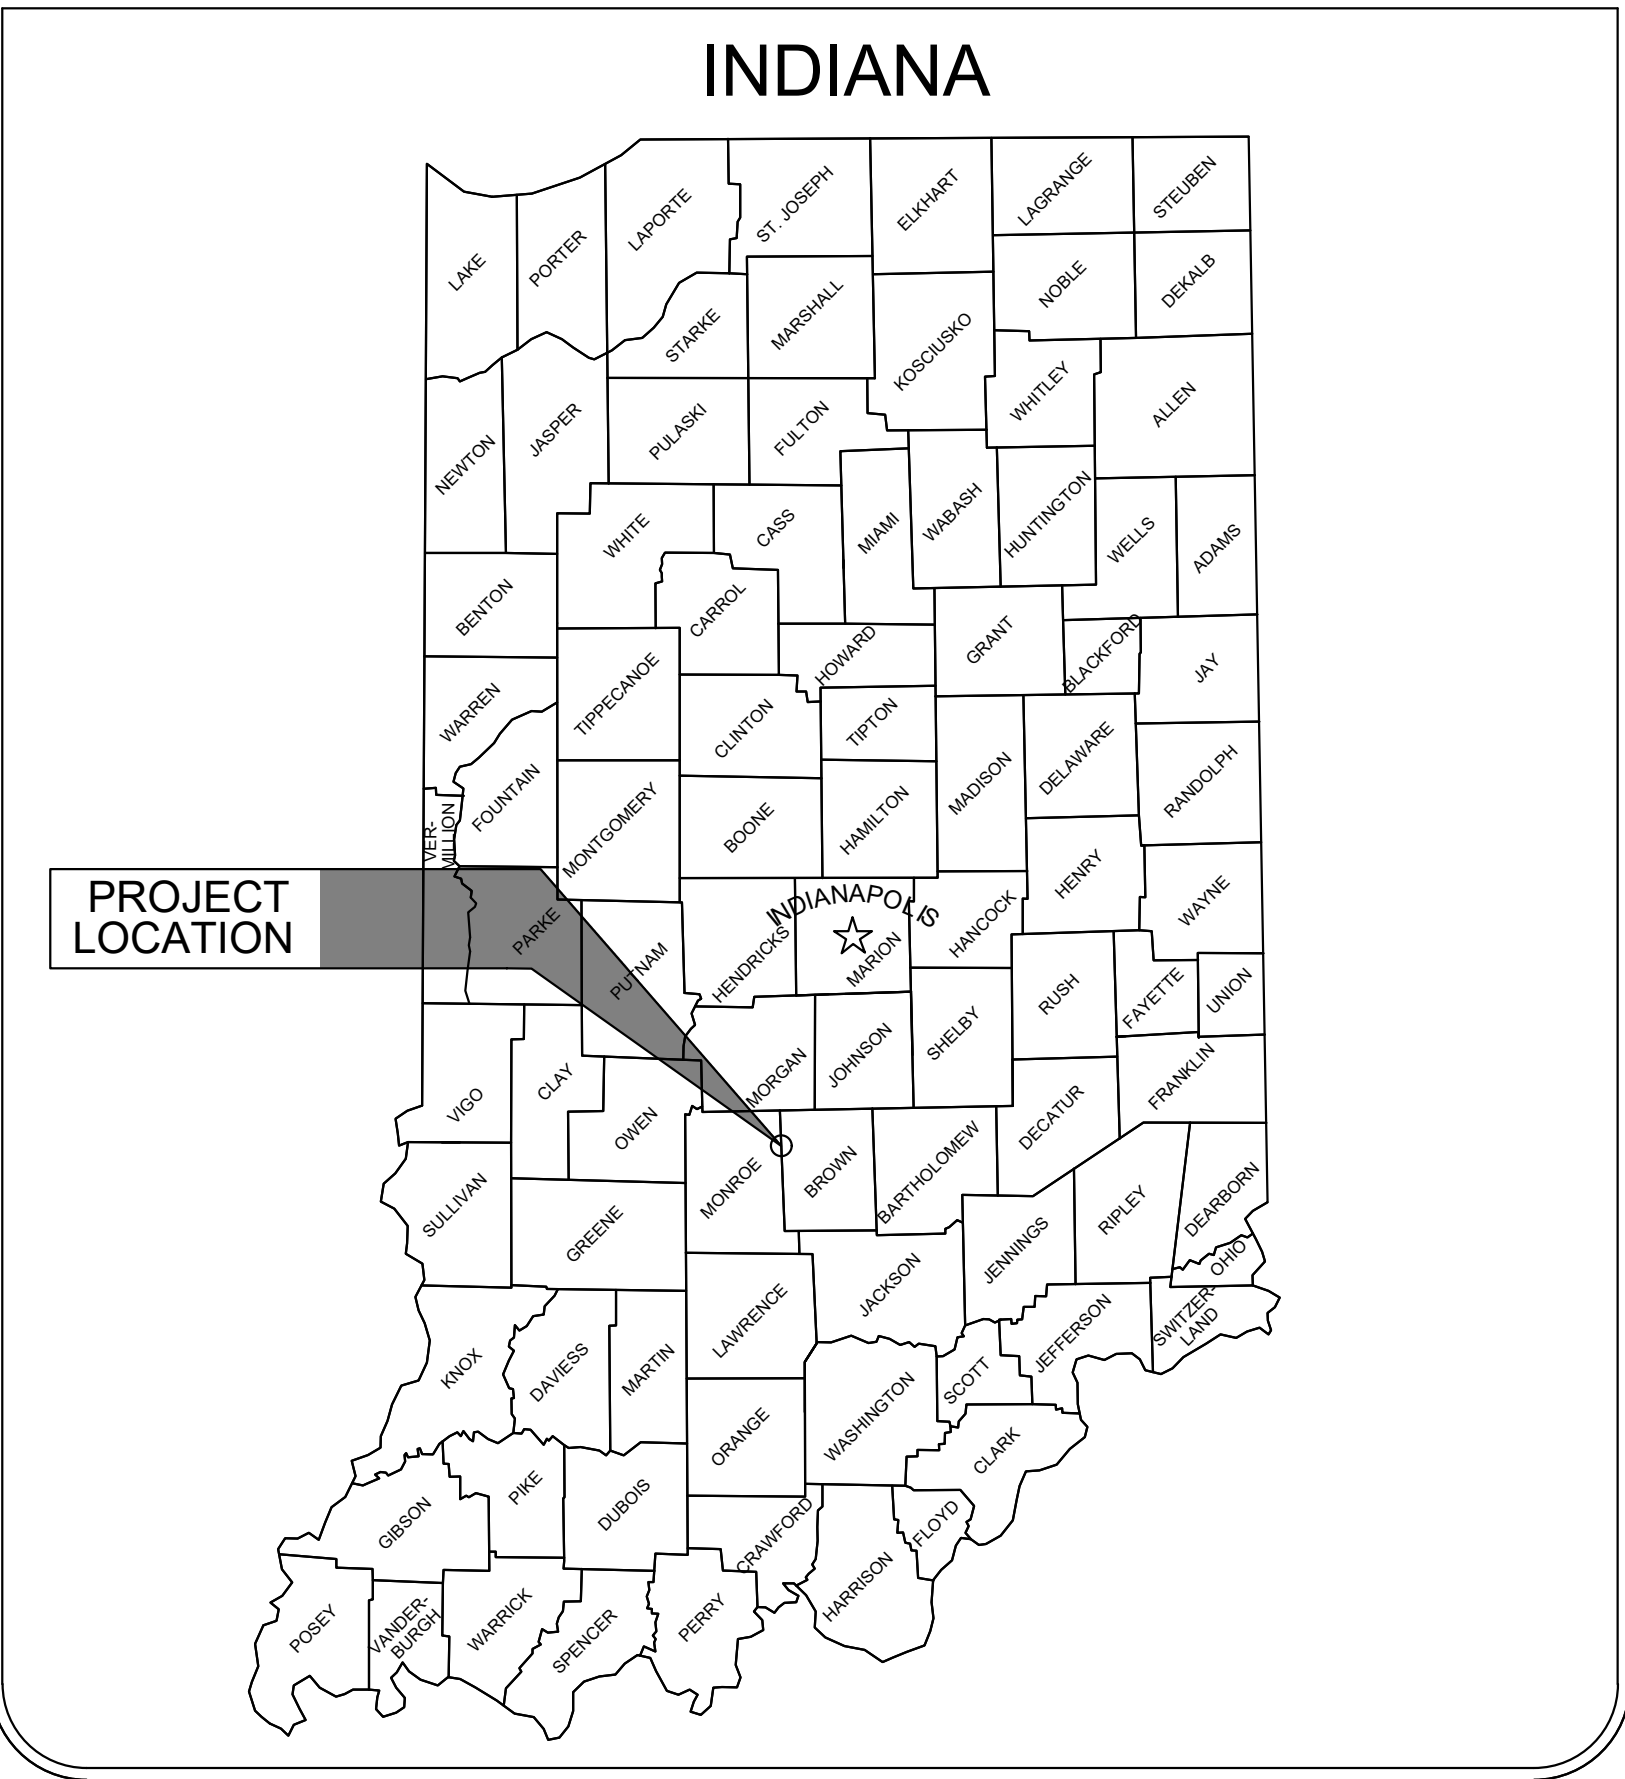 INDIANA
LAKE
PORTER
LAPORTE
ST. JOSEPH
ELKHART
LAGRANGE
STEUBEN
NOBLE
DEKALB
STARKE
MARSHALL
KOSCIUSKO
WHITLEY
ALLEN
NEWTON
JASPER
PULASKI
FULTON
WHITE
CASS
MIAMI
WABASH
HUNTINGTON
WELLS
ADAMS
BENTON
CARROL
HOWARD
GRANT
BLACKFORD
JAY
WARREN
TIPPECANOE
CLINTON
TIPTON
MADISON
DELAWARE
RANDOLPH
FOUNTAIN
VER-
MILLION
MONTGOMERY
BOONE
HAMILTON
HENRY
WAYNE
PROJECT
LOCATION
PARKE
PUTNAM
HENDRICKS
INDIANAPOLIS
MARION
HANCOCK
RUSH
FAYETTE
UNION
VIGO
CLAY
OWEN
MORGAN
JOHNSON
SHELBY
DECATUR
FRANKLIN
SULLIVAN
GREENE
MONROE
BROWN
BARTHOLOMEW
JENNINGS
RIPLEY
DEARBORN
OHIO
KNOX
DAVIESS
MARTIN
LAWRENCE
JACKSON
JEFFERSON
SWITZER-
LAND
SCOTT
ORANGE
WASHINGTON
CLARK
GIBSON
PIKE
DUBOIS
CRAWFORD
FLOYD
HARRISON
POSEY
VANDER-
BURGH
WARRICK
SPENCER
PERRY